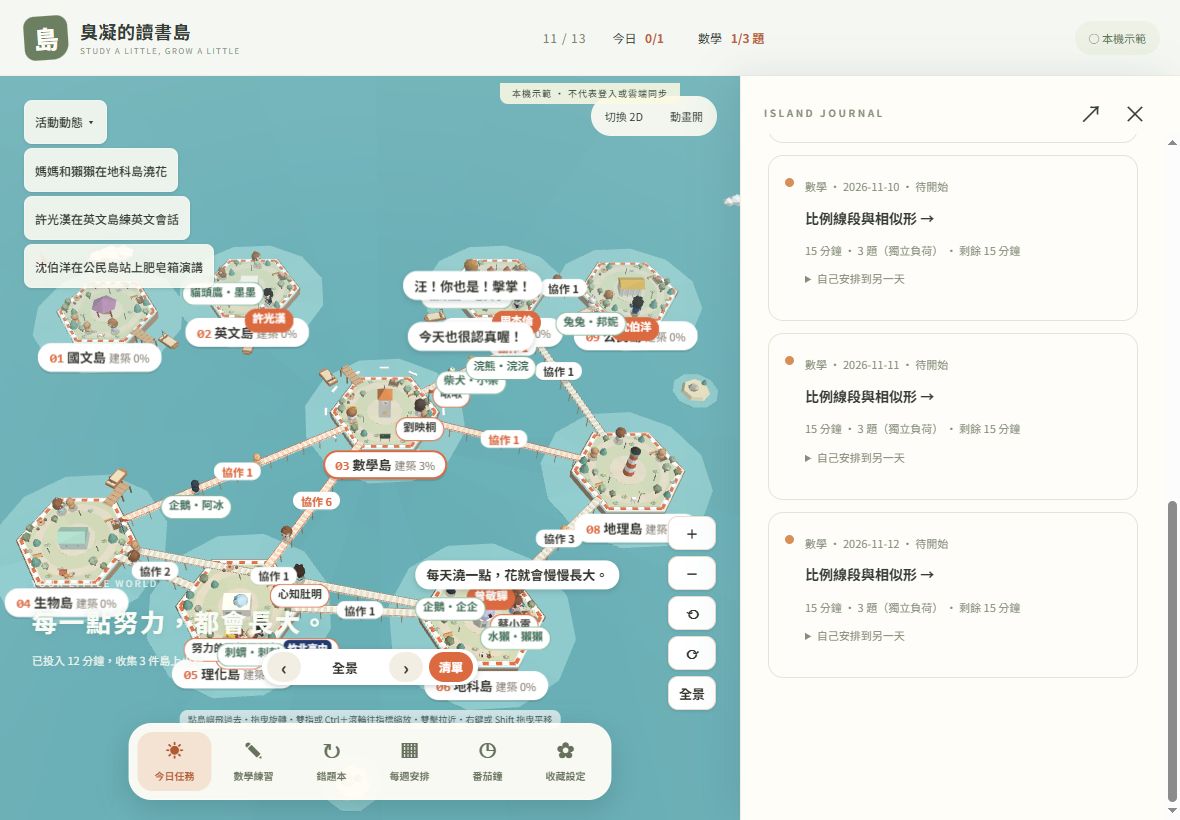 島
臭凝的讀書島
STUDY A LITTLE, GROW A LITTLE
11 / 13
今日 0/1
數學 1/3 題
本機示範
本機示範 · 不代表登入或雲端同步
切換 2D 動畫開
活動動態
媽媽和獺獺在地科島澆花
許光漢在英文島練英文會話
沈伯洋在公民島站上肥皂箱演講
貓頭鷹・墨墨
許光漢
01 國文島 建築 0%
02 英文島 建築 0%
汪！你也是！擊掌！
協作 1
兔兔・邦妮
今天也很認真喔！
0%
沈伯洋
浣熊・浣浣
協作 1
劉映桐
協作 1
03 數學島 建築 3%
協作 1
協作 6
企鵝・阿冰
08 地理島 建築
協作 3
協作 2
協作 1
心知肚明
協作 1
每天澆一點，花就會慢慢長大。
企鵝・企企
水獺・獺獺
04 生物島 建築 0%
每一點努力，都會長大。
已投入 12 分鐘，收集 3 件島上
05 理化島 建築
06 地科島 建築 0%
‹ 全景 › 清單
+
−
全景
點島嶼飛過去・拖曳旋轉・雙指或 Ctrl＋滾輪往指標縮放・雙擊拉近・右鍵或 Shift 拖曳平移
今日任務
數學練習
錯題本
每週安排
番茄鐘
收藏設定
ISLAND JOURNAL
數學 · 2026-11-10 · 待開始
比例線段與相似形 →
15 分鐘 · 3 題（獨立負荷） · 剩餘 15 分鐘
自己安排到另一天
數學 · 2026-11-11 · 待開始
比例線段與相似形 →
15 分鐘 · 3 題（獨立負荷） · 剩餘 15 分鐘
自己安排到另一天
數學 · 2026-11-12 · 待開始
比例線段與相似形 →
15 分鐘 · 3 題（獨立負荷） · 剩餘 15 分鐘
自己安排到另一天